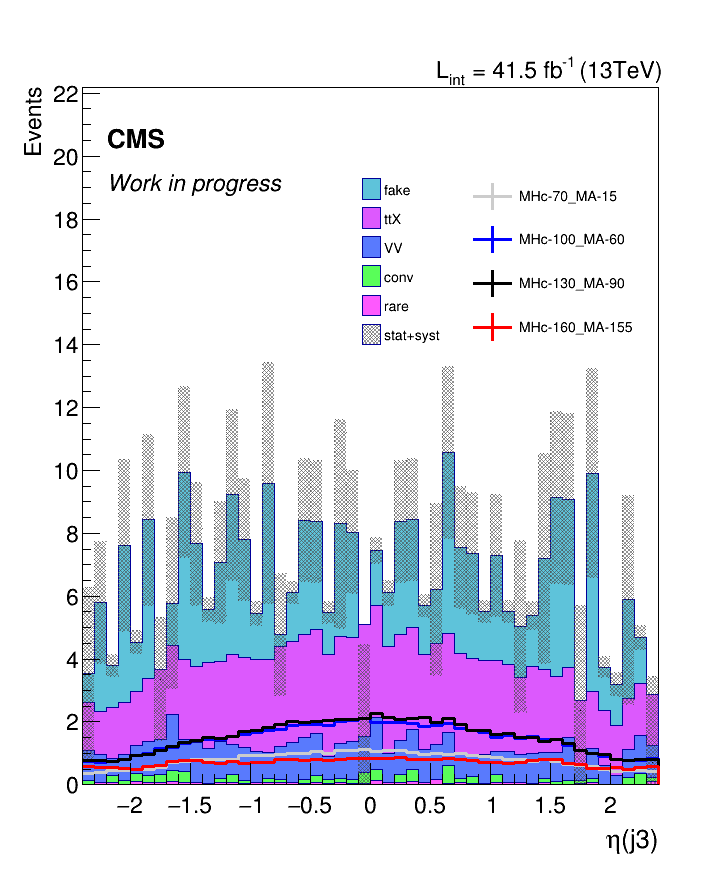 L_int = 41.5 fb^-1 (13TeV)
Events
22
20
18
16
14
12
10
8
6
4
2
0
CMS
Work in progress
fake
ttX
VV
conv
rare
stat+syst
MHc-70_MA-15
MHc-100_MA-60
MHc-130_MA-90
MHc-160_MA-155
−2 −1.5 −1 −0.5 0 0.5 1 1.5 2
η(j3)